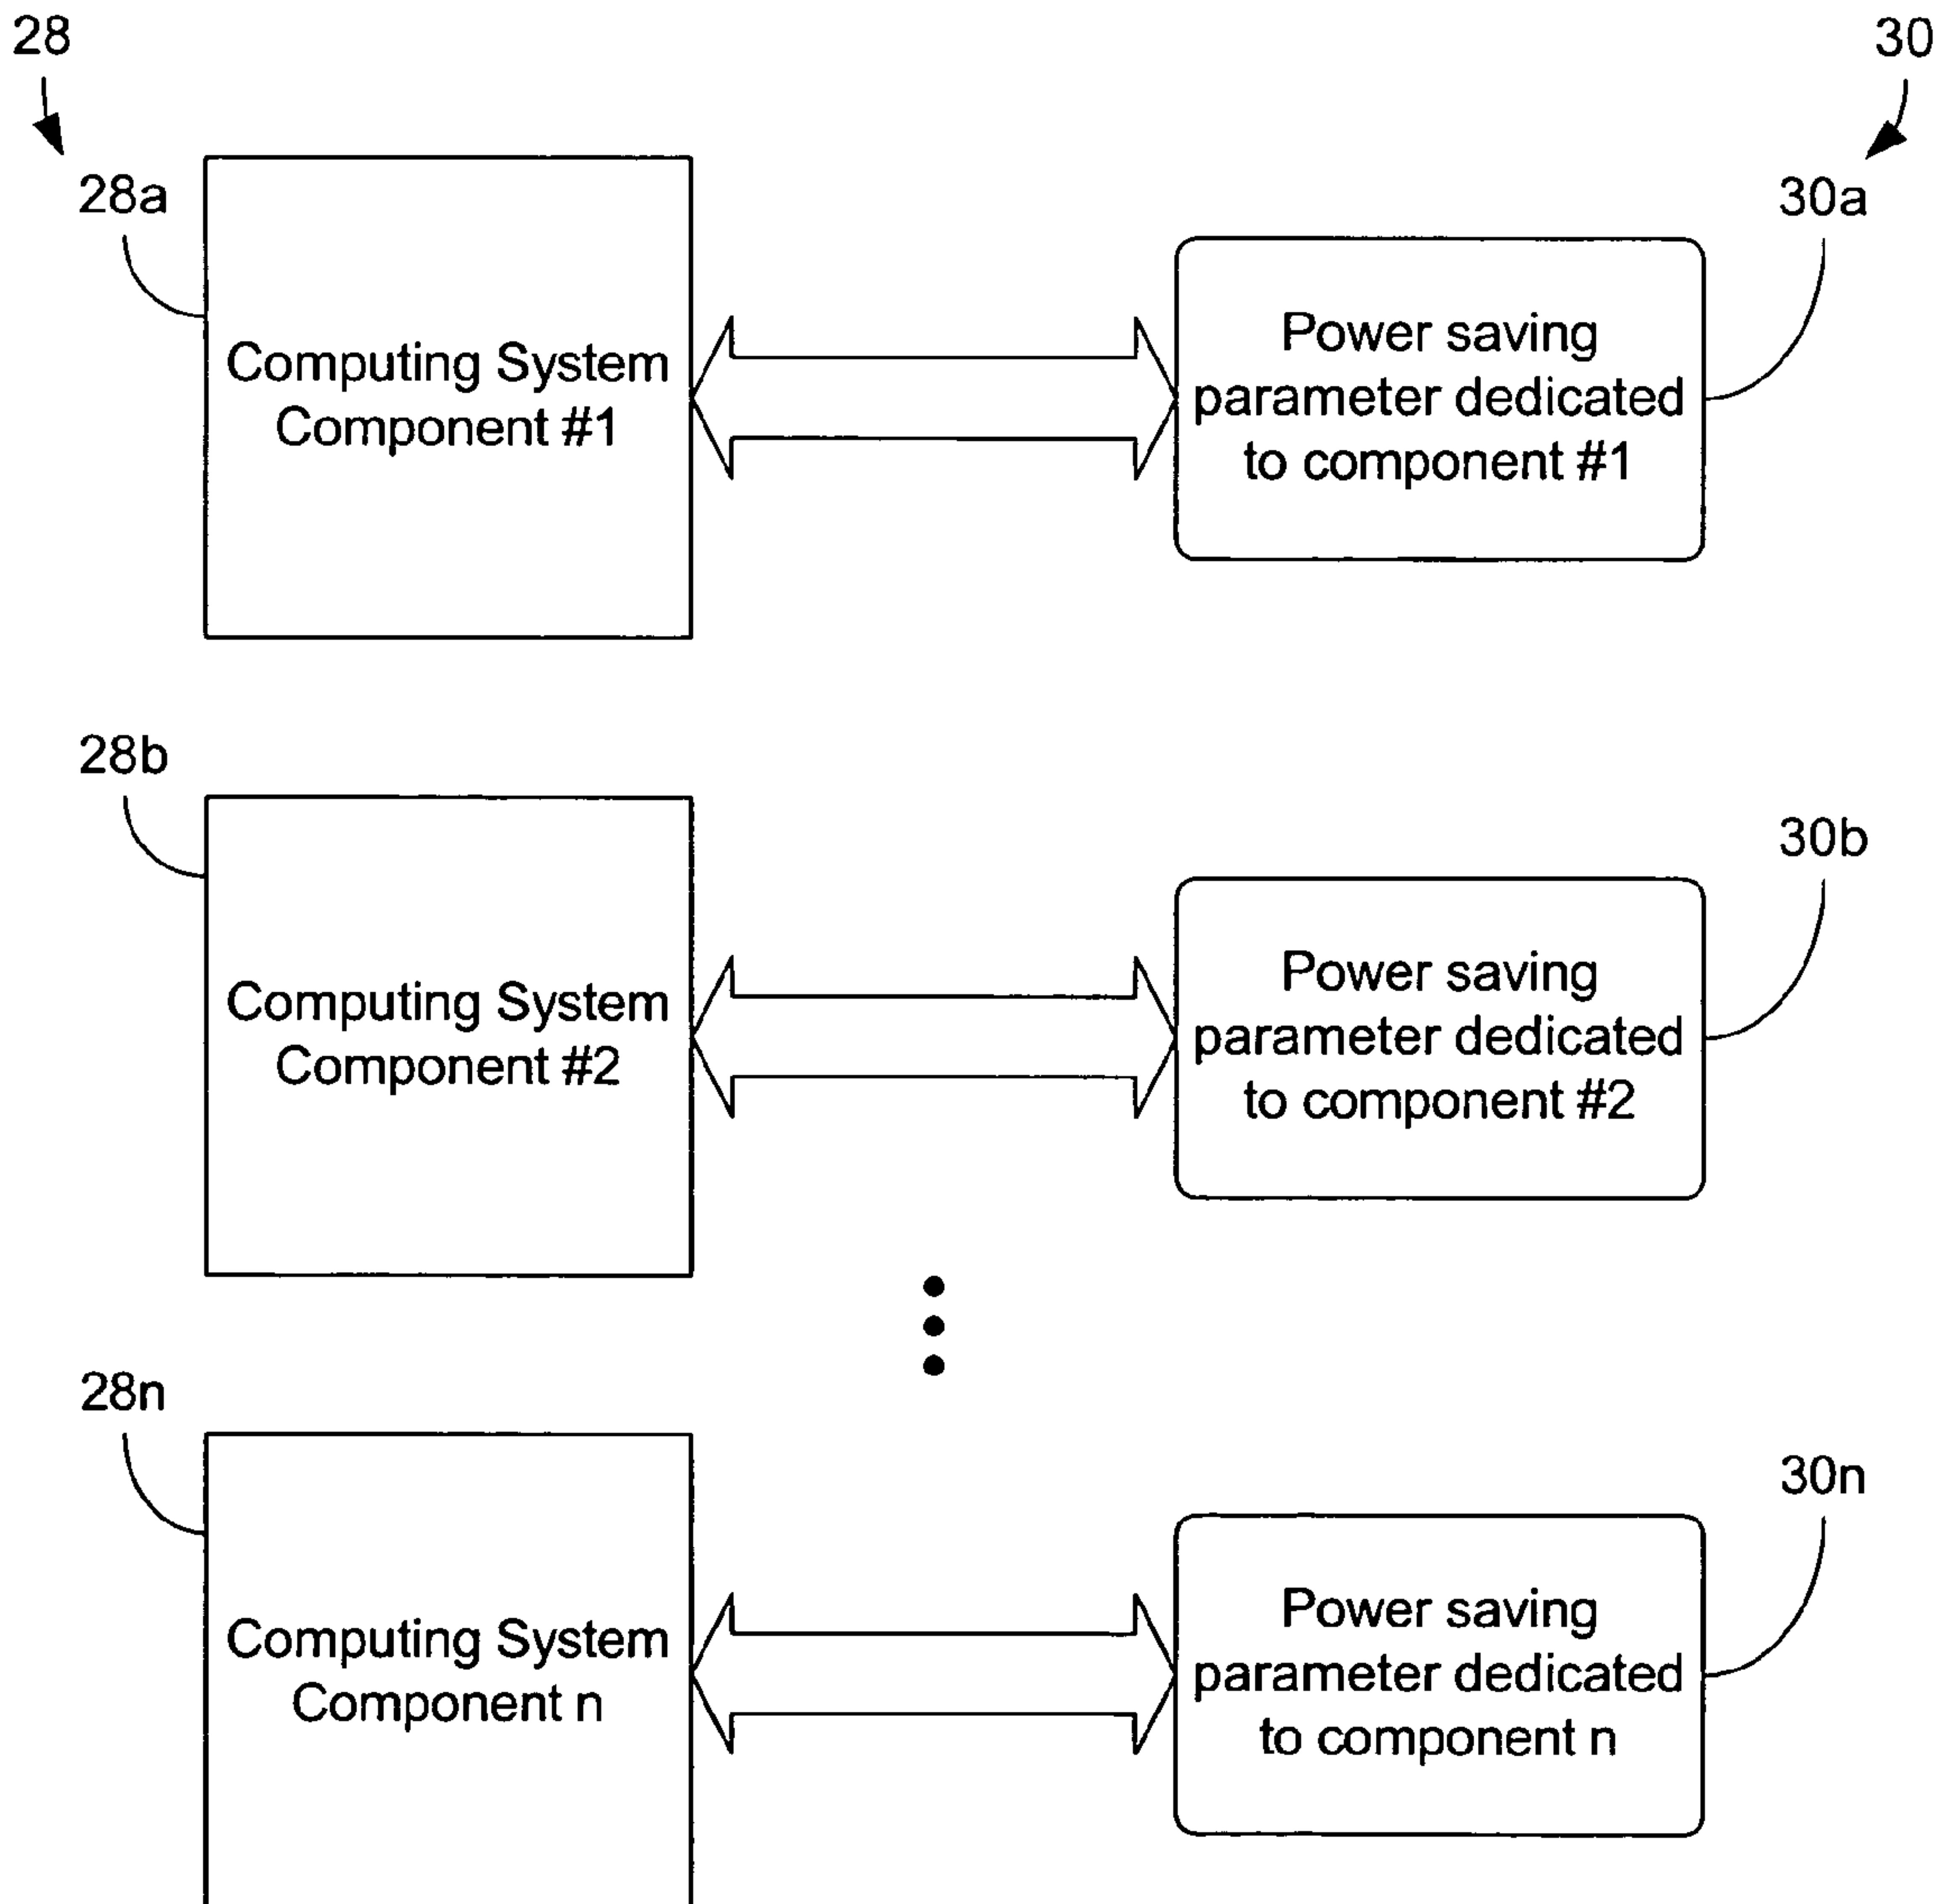 28
30
28a
30a
Computing System
Component #1
Power saving
parameter dedicated
to component #1
28b
30b
Computing System
Component #2
Power saving
parameter dedicated
to component #2
28n
30n
Computing System
Component n
Power saving
parameter dedicated
to component n